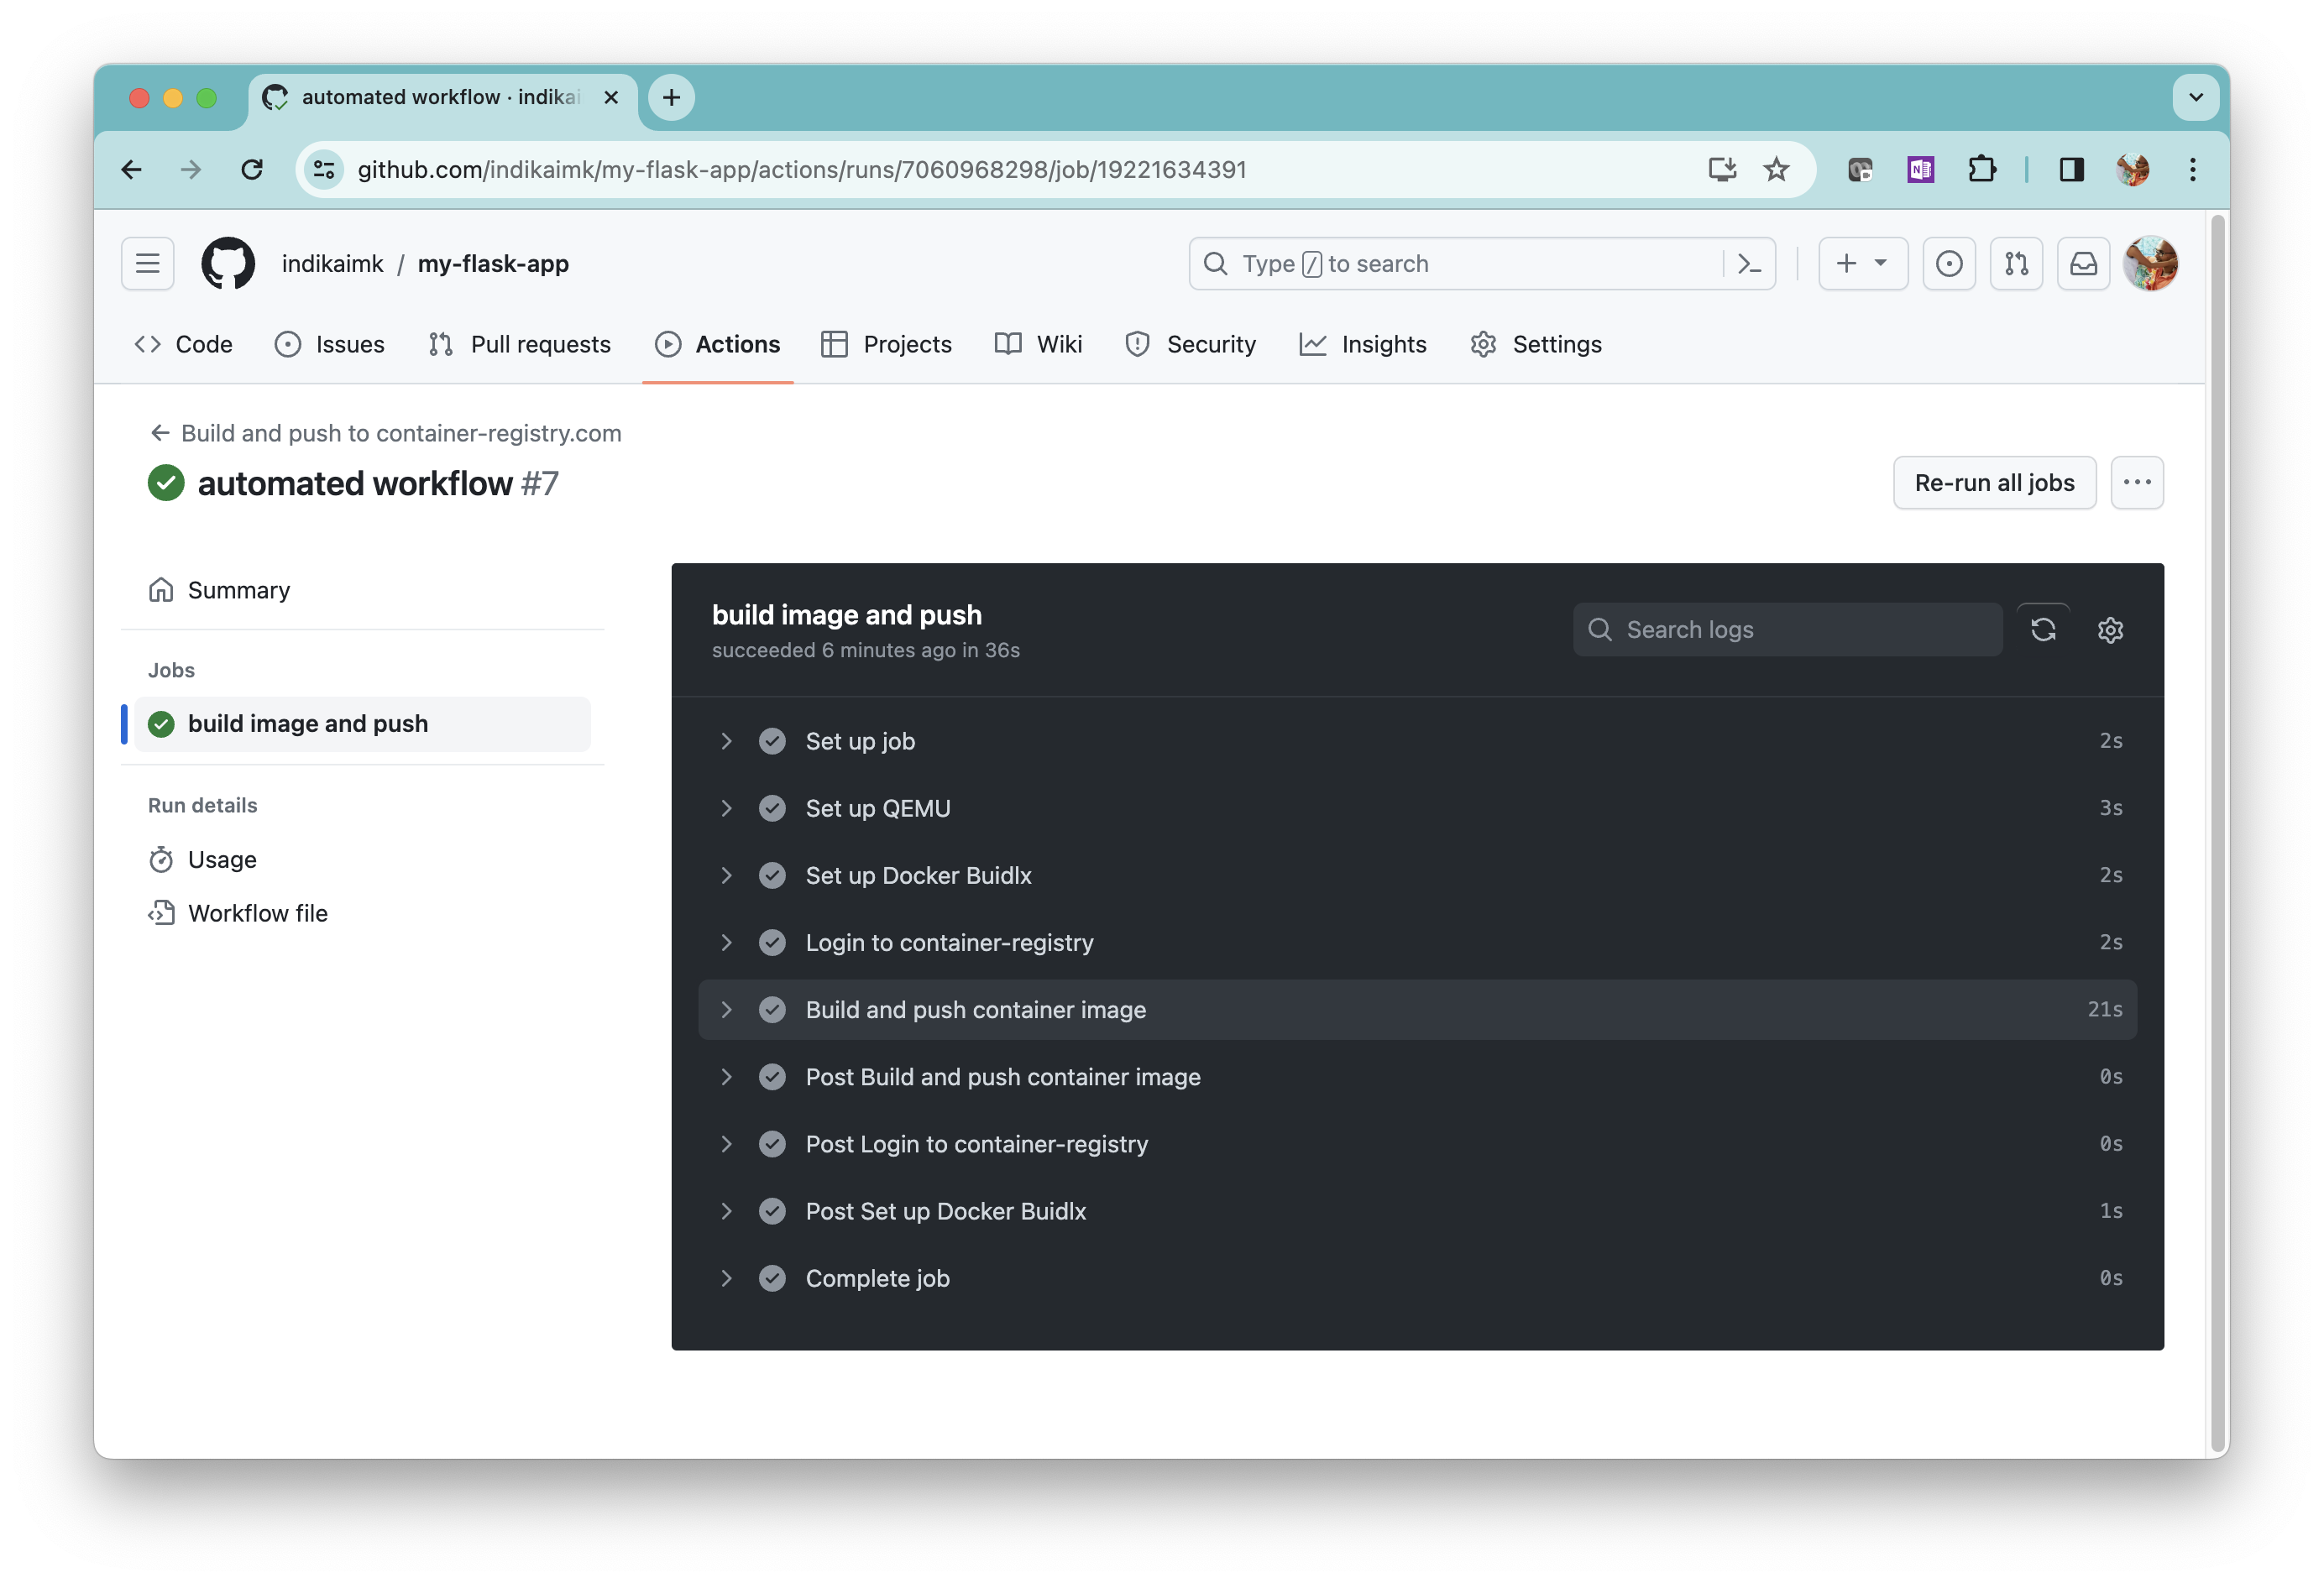 automated workflow · indikai
github.com/indikaimk/my-flask-app/actions/runs/7060968298/job/19221634391
indikaimk / my-flask-app
Type / to search
Code Issues Pull requests Actions Projects Wiki Security Insights Settings
Build and push to container-registry.com
automated workflow #7
Re-run all jobs
Summary
Jobs
build image and push
Run details
Usage
Workflow file
build image and push
succeeded 6 minutes ago in 36s
Search logs
Set up job 2s
Set up QEMU 3s
Set up Docker Buidlx 2s
Login to container-registry 2s
Build and push container image 21s
Post Build and push container image 0s
Post Login to container-registry 0s
Post Set up Docker Buidlx 1s
Complete job 0s